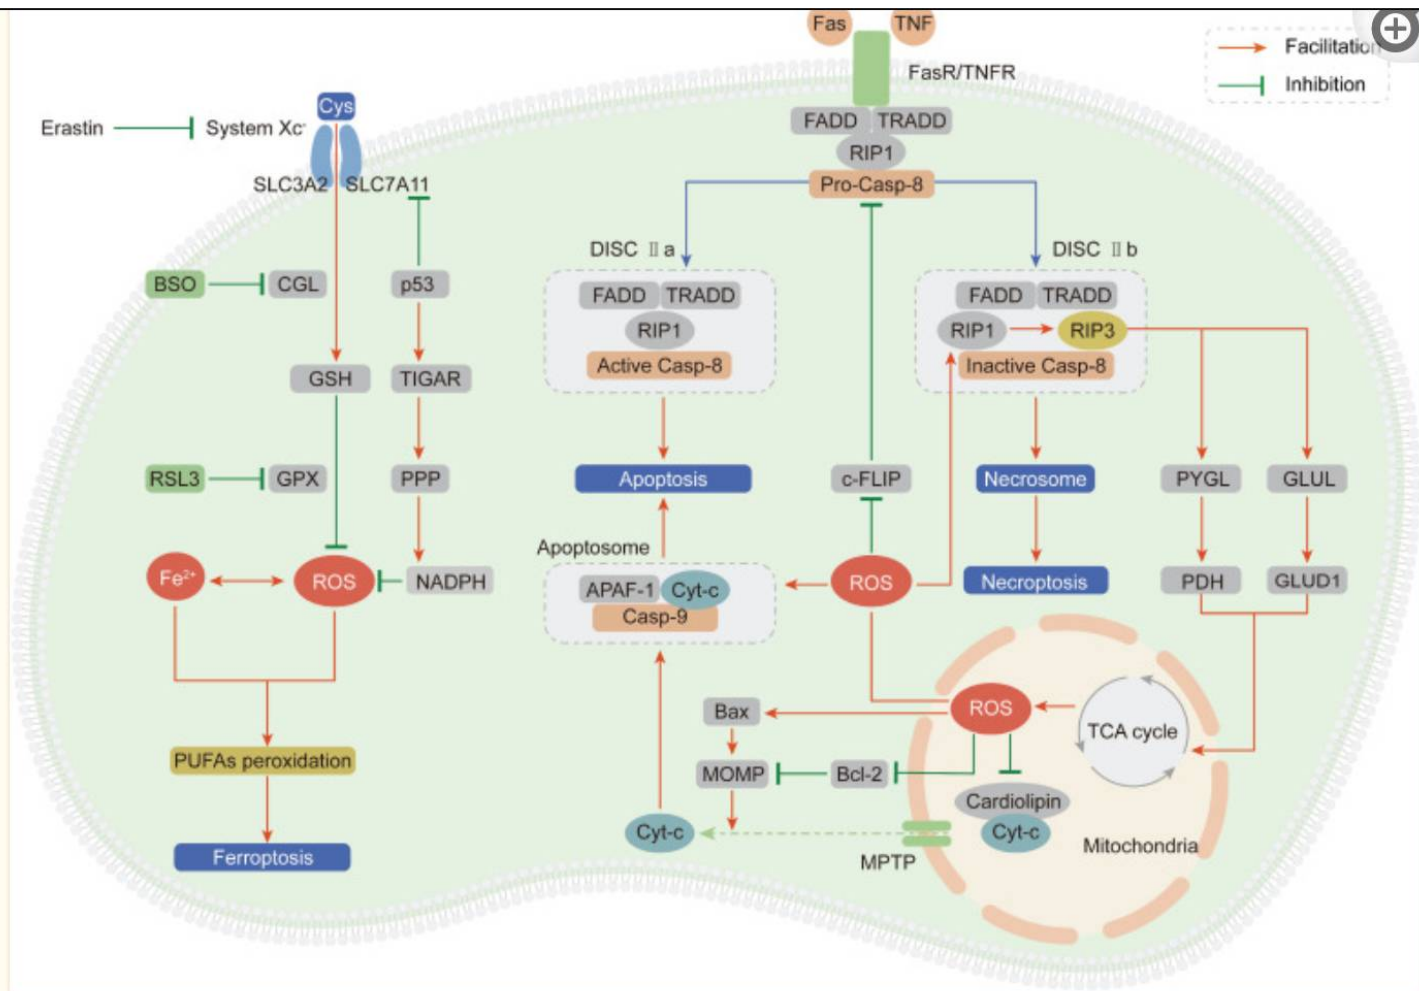 Fas
TNF
Facilitation
FasR/TNFR
Inhibition
Cys
Erastin
System Xc-
FADD
TRADD
RIP1
SLC3A2
SLC7A11
Pro-Casp-8
DISC Ⅱa
DISC Ⅱb
BSO
CGL
p53
FADD
TRADD
FADD
TRADD
RIP1
RIP1
RIP3
Active Casp-8
Inactive Casp-8
GSH
TIGAR
RSL3
GPX
PPP
Apoptosis
c-FLIP
Necrosome
PYGL
GLUL
Apoptosome
Fe2+
ROS
NADPH
APAF-1
Cyt-c
Casp-9
ROS
Necroptosis
PDH
GLUD1
Bax
ROS
TCA cycle
PUFAs peroxidation
MOMP
Bcl-2
Cardiolipin
Cyt-c
Cyt-c
Mitochondria
MPTP
Ferroptosis